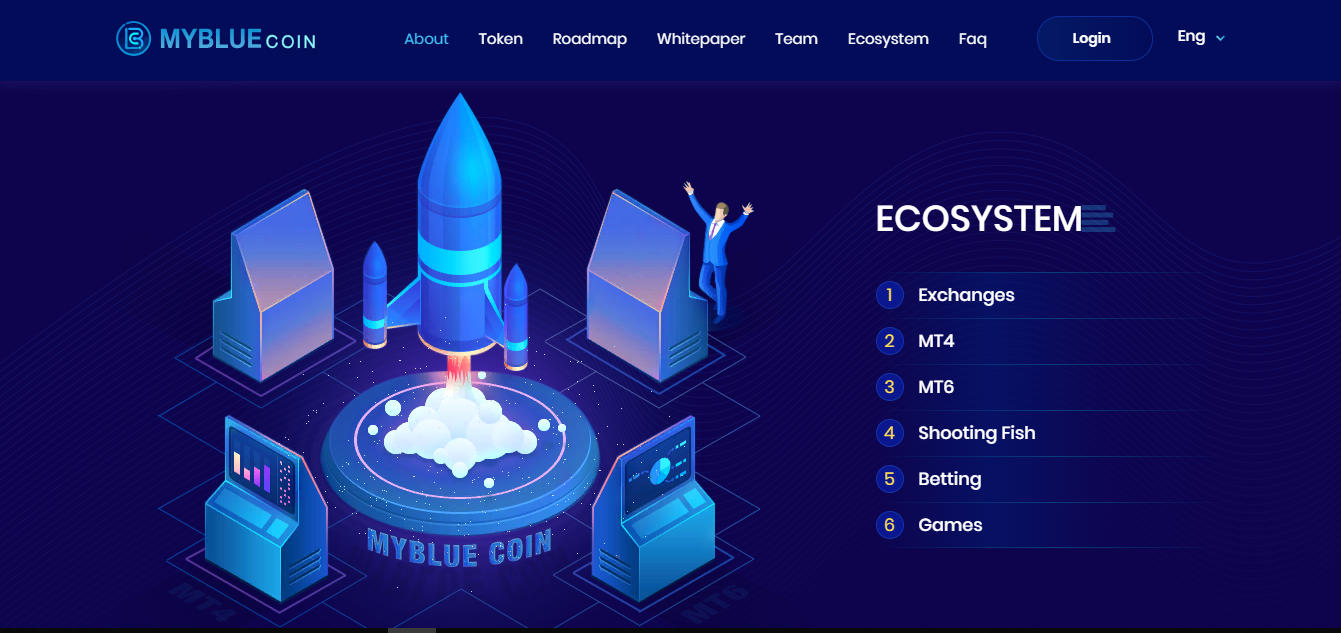 MYBLUE COIN
About Token Roadmap Whitepaper Team Ecosystem Faq
Login
Eng
ECOSYSTEM
1 Exchanges
2 MT4
3 MT6
4 Shooting Fish
5 Betting
6 Games
MYBLUE COIN
MT4
MT6